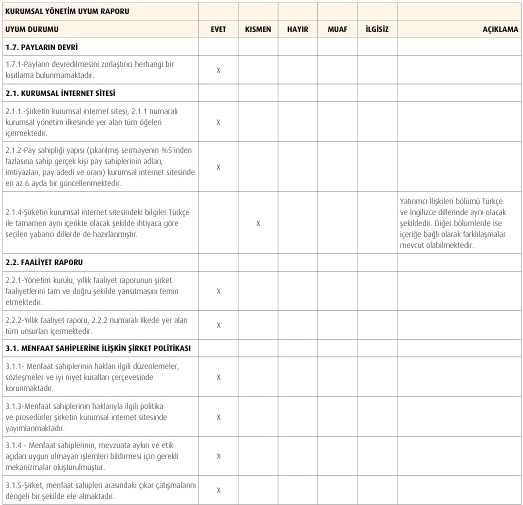 KURUMSAL YÖNETİM UYUM RAPORU
UYUM DURUMU EVET KISMEN HAYIR MUAF İLGİSİZ AÇIKLAMA
1.7. PAYLARIN DEVRİ
1.7.1-Payların devredilmesini zorlaştırıcı herhangi bir
kısıtlama bulunmamaktadır.
X
2.1. KURUMSAL İNTERNET SİTESİ
2.1.1.-Şirketin kurumsal internet sitesi, 2.1.1 numaralı
kurumsal yönetim ilkesinde yer alan tüm öğeleri
içermektedir.
X
2.1.2-Pay sahipliği yapısı (çıkarılmış sermayenin %5'inden
fazlasına sahip gerçek kişi pay sahiplerinin adları,
imtiyazları, pay adedi ve oranı) kurumsal internet sitesinde
en az 6 ayda bir güncellenmektedir.
X
2.1.4-Şirketin kurumsal internet sitesindeki bilgiler Türkçe
ile tamamen aynı içerikte olacak şekilde ihtiyaca göre
seçilen yabancı dillerde de hazırlanmıştır.
X
Yatırımcı İlişkileri bölümü Türkçe
ve İngilizce dillerinde aynı olacak
şekildedir. Diğer bölümlerde ise
içeriğe bağlı olarak farklılaşmalar
mevcut olabilmektedir.
2.2. FAALİYET RAPORU
2.2.1-Yönetim kurulu, yıllık faaliyet raporunun şirket
faaliyetlerini tam ve doğru şekilde yansıtmasını temin
etmektedir.
X
2.2.2-Yıllık faaliyet raporu, 2.2.2 numaralı ilkede yer alan
tüm unsurları içermektedir.
X
3.1. MENFAAT SAHİPLERİNE İLİŞKİN ŞİRKET POLİTİKASI
3.1.1- Menfaat sahiplerinin hakları ilgili düzenlemeler,
sözleşmeler ve iyi niyet kuralları çerçevesinde
korunmaktadır.
X
3.1.3-Menfaat sahiplerinin haklarıyla ilgili politika
ve prosedürler şirketin kurumsal internet sitesinde
yayımlanmaktadır.
X
3.1.4 - Menfaat sahiplerinin, mevzuata aykırı ve etik
açıdan uygun olmayan işlemleri bildirmesi için gerekli
mekanizmalar oluşturulmuştur.
X
3.1.5-Şirket, menfaat sahipleri arasındaki çıkar çatışmalarını
dengeli bir şekilde ele almaktadır.
X